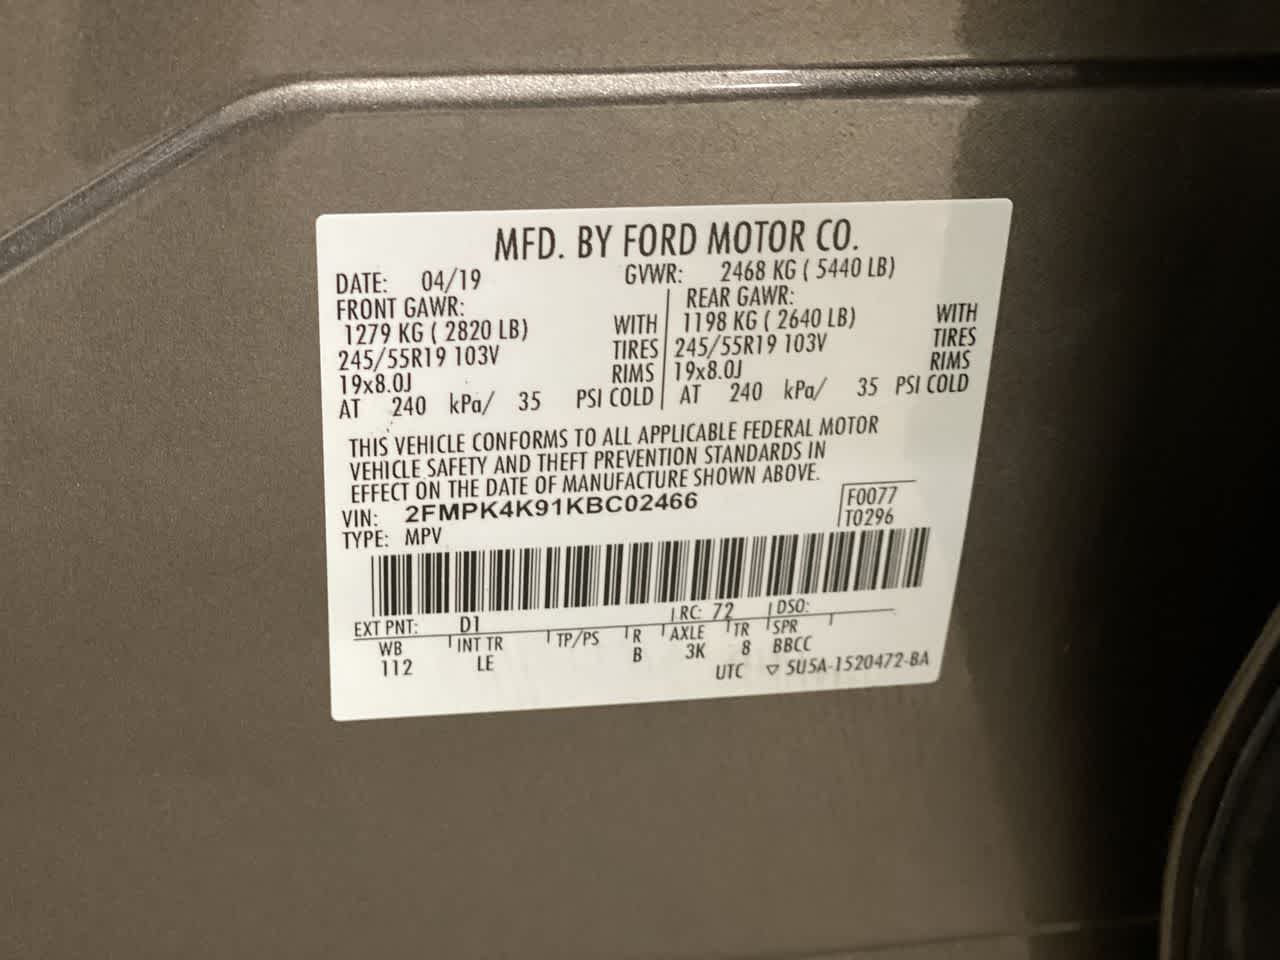 MFD. BY FORD MOTOR CO.
DATE: 04/19 GVWR: 2468 KG ( 5440 LB)
FRONT GAWR: REAR GAWR:
1279 KG ( 2820 LB) WITH 1198 KG ( 2640 LB) WITH
245/55R19 103V TIRES 245/55R19 103V TIRES
19x8.0J RIMS 19x8.0J RIMS
AT 240 kPa/ 35 PSI COLD AT 240 kPa/ 35 PSI COLD
THIS VEHICLE CONFORMS TO ALL APPLICABLE FEDERAL MOTOR
VEHICLE SAFETY AND THEFT PREVENTION STANDARDS IN
EFFECT ON THE DATE OF MANUFACTURE SHOWN ABOVE.
VIN: 2FMPK4K91KBC02466 F0077
TYPE: MPV T0296
EXT PNT: D1 RC: 72 DSO:
WB INT TR TP/PS R AXLE TR SPR
112 LE B 3K 8 BBCC
UTC ▽ 5U5A-1520472-BA